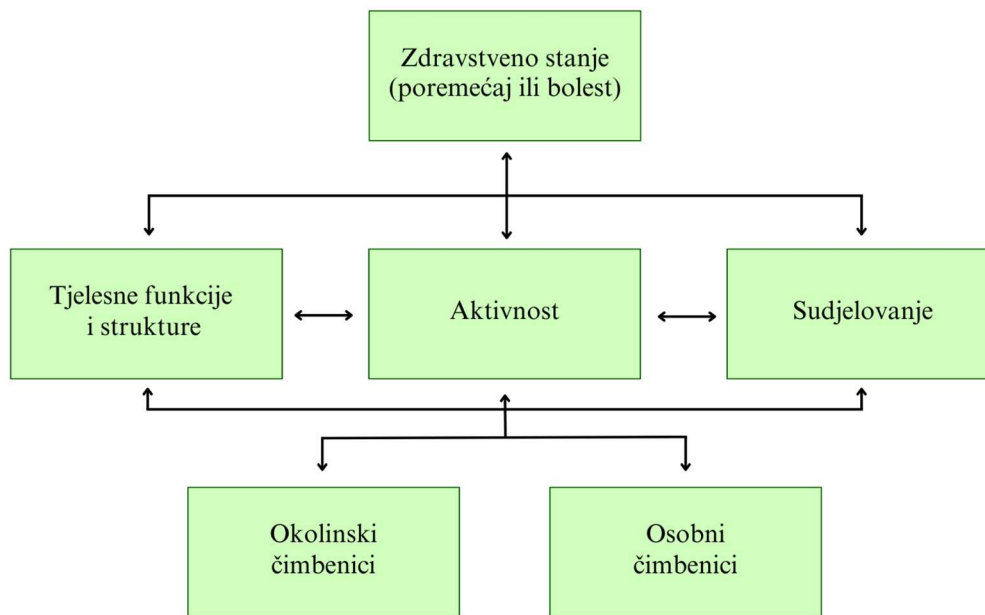 Zdravstveno stanje
(poremećaj ili bolest)
Tjelesne funkcije
i strukture
Aktivnost
Sudjelovanje
Okolinski
čimbenici
Osobni
čimbenici